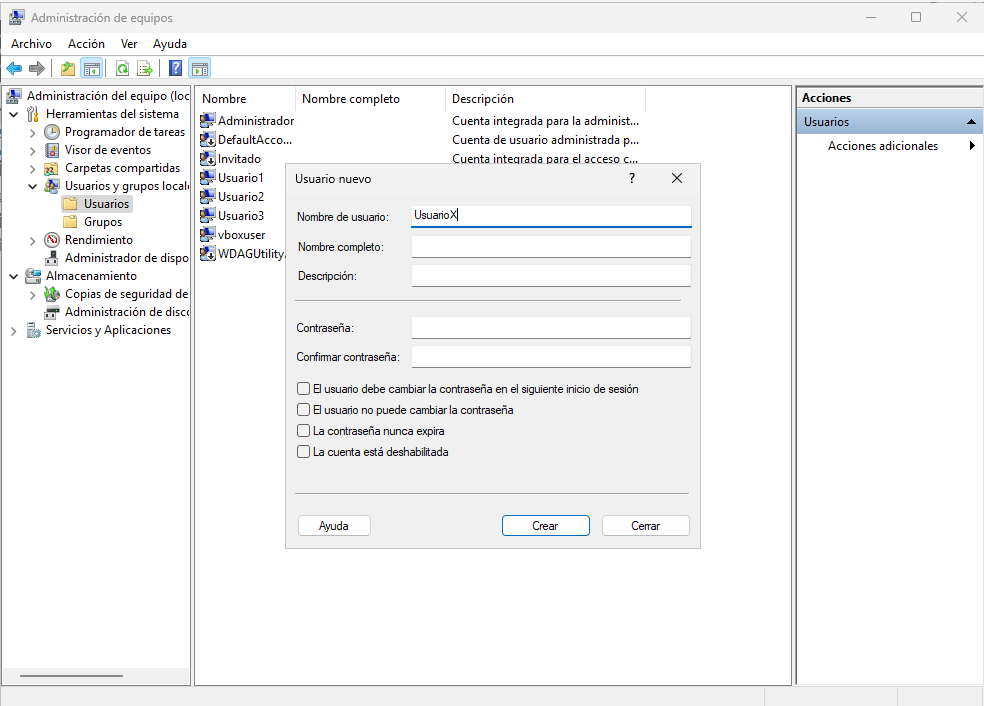 Administración de equipos
Archivo Acción Ver Ayuda
Administración del equipo (loc
Herramientas del sistema
Programador de tareas
Visor de eventos
Carpetas compartidas
Usuarios y grupos locale
Usuarios
Grupos
Rendimiento
Administrador de dispo
Almacenamiento
Copias de seguridad de
Administración de disco
Servicios y Aplicaciones
Nombre Nombre completo Descripción
Administrador Cuenta integrada para la administ...
DefaultAcco... Cuenta de usuario administrada p...
Invitado Cuenta integrada para el acceso c...
Usuario1
Usuario2
Usuario3
vboxuser
WDAGUtility.
Usuario nuevo ?
Nombre de usuario: UsuarioX
Nombre completo:
Descripción:
Contraseña:
Confirmar contraseña:
El usuario debe cambiar la contraseña en el siguiente inicio de sesión
El usuario no puede cambiar la contraseña
La contraseña nunca expira
La cuenta está deshabilitada
Ayuda Crear Cerrar
Acciones
Usuarios
Acciones adicionales